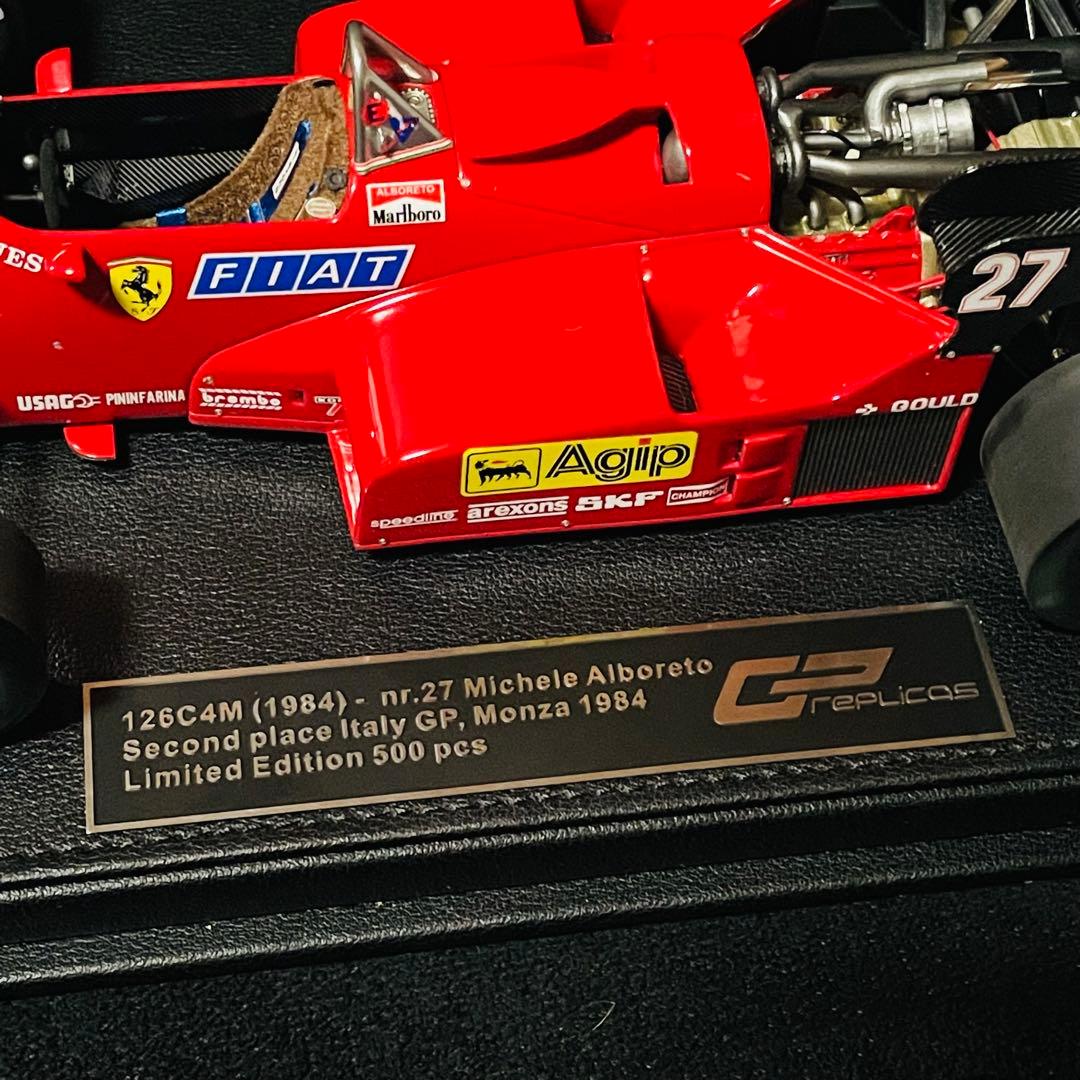 ALBORETO
Marlboro
FIAT
27
USAG PININFARINA
brembo
GOULD
Agip
speedline arexons SKF CHAMPION
126C4M (1984) - nr.27 Michele Alboreto
Second place Italy GP, Monza 1984
Limited Edition 500 pcs
GP replicas